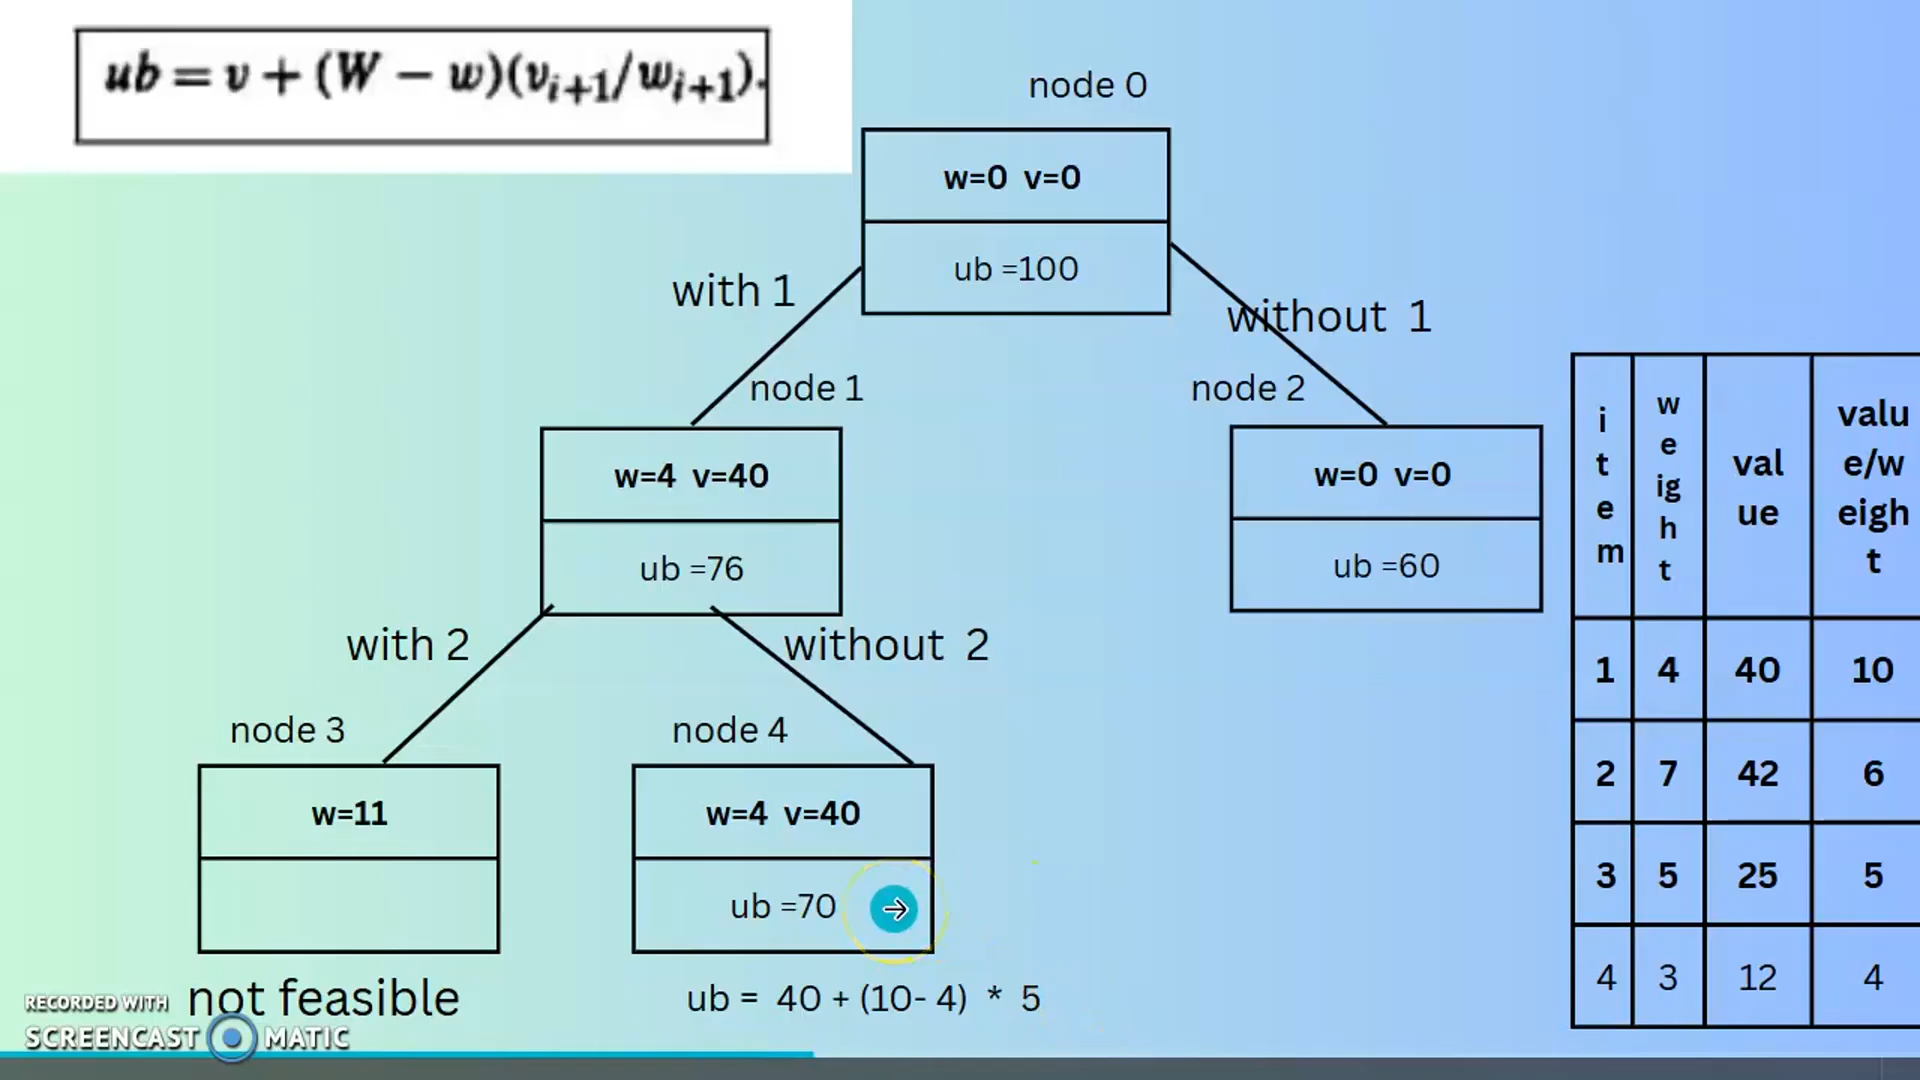 ub = v + (W − w)(vi+1/wi+1).
node 0
w=0 v=0
ub =100
with 1
without 1
node 1
node 2
w=4 v=40
ub =76
w=0 v=0
ub =60
with 2
without 2
node 3
node 4
w=11
w=4 v=40
ub =70
not feasible
ub = 40 + (10- 4) * 5
item weight value value/weight
1 4 40 10
2 7 42 6
3 5 25 5
4 3 12 4
RECORDED WITH
SCREENCAST MATIC